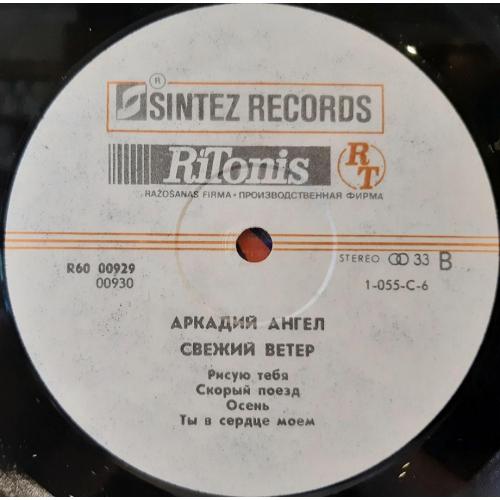 ®
SINTEZ RECORDS
RiTonis
RT
RAŽOŠANAS FIRMA • ПРОИЗВОДСТВЕННАЯ ФИРМА
R60 00929
00930
STEREO 33 B
1-055-C-6
АРКАДИЙ АНГЕЛ
СВЕЖИЙ ВЕТЕР
Рисую тебя
Скорый поезд
Осень
Ты в сердце моем